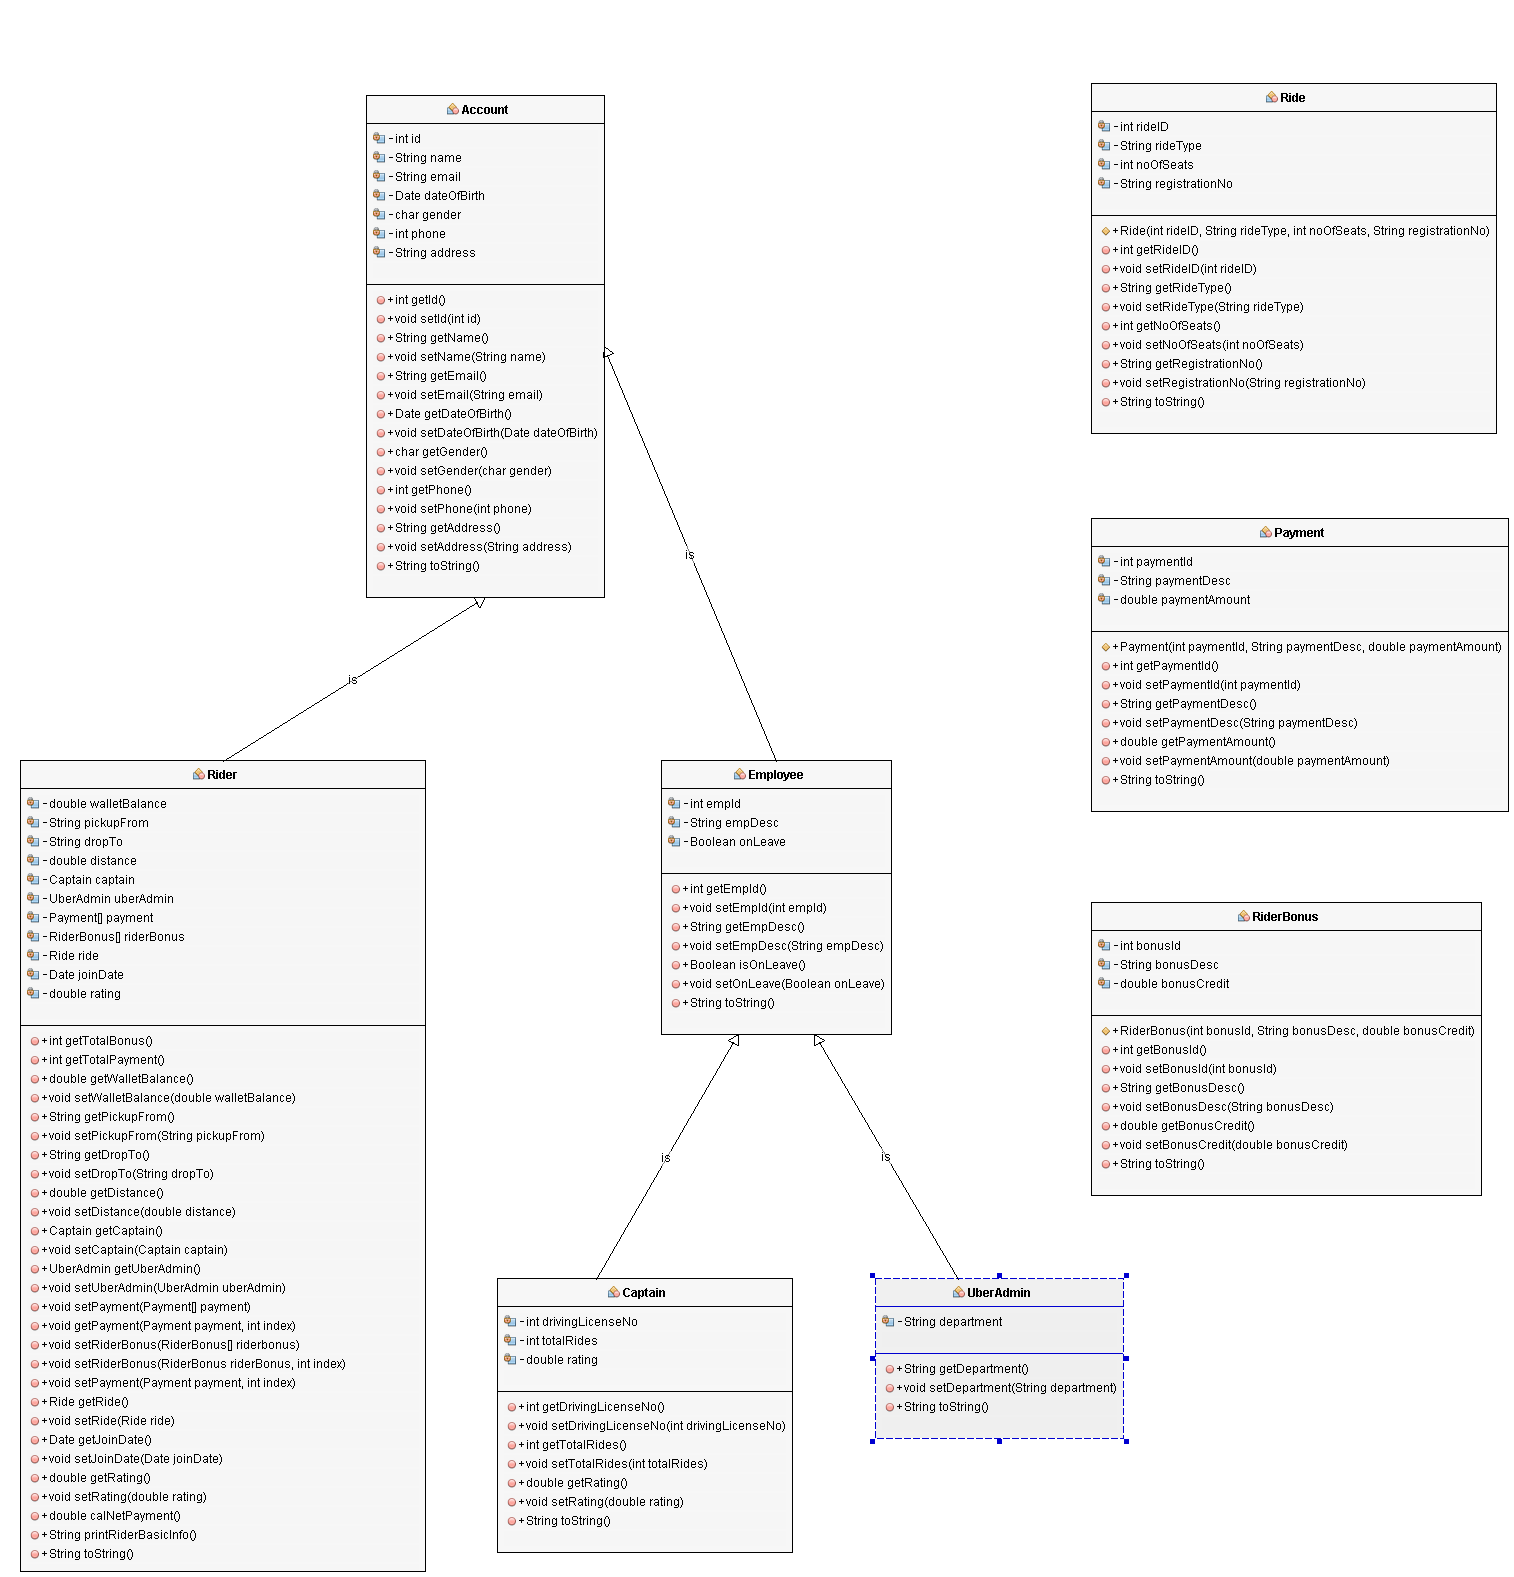 Account
-int id
-String name
-String email
-Date dateOfBirth
-char gender
-int phone
-String address
+int getId()
+void setId(int id)
+String getName()
+void setName(String name)
+String getEmail()
+void setEmail(String email)
+Date getDateOfBirth()
+void setDateOfBirth(Date dateOfBirth)
+char getGender()
+void setGender(char gender)
+int getPhone()
+void setPhone(int phone)
+String getAddress()
+void setAddress(String address)
+String toString()
Ride
-int rideID
-String rideType
-int noOfSeats
-String registrationNo
+Ride(int rideID, String rideType, int noOfSeats, String registrationNo)
+int getRideID()
+void setRideID(int rideID)
+String getRideType()
+void setRideType(String rideType)
+int getNoOfSeats()
+void setNoOfSeats(int noOfSeats)
+String getRegistrationNo()
+void setRegistrationNo(String registrationNo)
+String toString()
is
is
Payment
-int paymentId
-String paymentDesc
-double paymentAmount
+Payment(int paymentId, String paymentDesc, double paymentAmount)
+int getPaymentId()
+void setPaymentId(int paymentId)
+String getPaymentDesc()
+void setPaymentDesc(String paymentDesc)
+double getPaymentAmount()
+void setPaymentAmount(double paymentAmount)
+String toString()
Rider
-double walletBalance
-String pickupFrom
-String dropTo
-double distance
-Captain captain
-UberAdmin uberAdmin
-Payment[] payment
-RiderBonus[] riderBonus
-Ride ride
-Date joinDate
-double rating
+int getTotalBonus()
+int getTotalPayment()
+double getWalletBalance()
+void setWalletBalance(double walletBalance)
+String getPickupFrom()
+void setPickupFrom(String pickupFrom)
+String getDropTo()
+void setDropTo(String dropTo)
+double getDistance()
+void setDistance(double distance)
+Captain getCaptain()
+void setCaptain(Captain captain)
+UberAdmin getUberAdmin()
+void setUberAdmin(UberAdmin uberAdmin)
+void setPayment(Payment[] payment)
+void getPayment(Payment payment, int index)
+void setRiderBonus(RiderBonus[] riderbonus)
+void setRiderBonus(RiderBonus riderBonus, int index)
+void setPayment(Payment payment, int index)
+Ride getRide()
+void setRide(Ride ride)
+Date getJoinDate()
+void setJoinDate(Date joinDate)
+double getRating()
+void setRating(double rating)
+double calNetPayment()
+String printRiderBasicInfo()
+String toString()
Employee
-int empId
-String empDesc
-Boolean onLeave
+int getEmpId()
+void setEmpId(int empId)
+String getEmpDesc()
+void setEmpDesc(String empDesc)
+Boolean isOnLeave()
+void setOnLeave(Boolean onLeave)
+String toString()
RiderBonus
-int bonusId
-String bonusDesc
-double bonusCredit
+RiderBonus(int bonusId, String bonusDesc, double bonusCredit)
+int getBonusId()
+void setBonusId(int bonusId)
+String getBonusDesc()
+void setBonusDesc(String bonusDesc)
+double getBonusCredit()
+void setBonusCredit(double bonusCredit)
+String toString()
is
is
Captain
-int drivingLicenseNo
-int totalRides
-double rating
+int getDrivingLicenseNo()
+void setDrivingLicenseNo(int drivingLicenseNo)
+int getTotalRides()
+void setTotalRides(int totalRides)
+double getRating()
+void setRating(double rating)
+String toString()
UberAdmin
-String department
+String getDepartment()
+void setDepartment(String department)
+String toString()